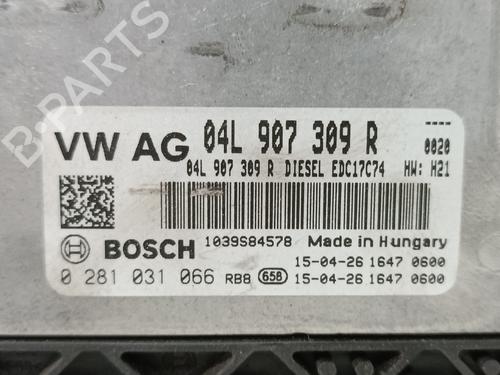 VW AG 04L 907 309 R
0020
04L 907 309 R DIESEL EDC17C74 HW: H21
BOSCH 1039S84578 Made in Hungary
15-04-26 1647 0600
0 281 031 066 RB8 658 15-04-26 1647 0600
B-PARTS